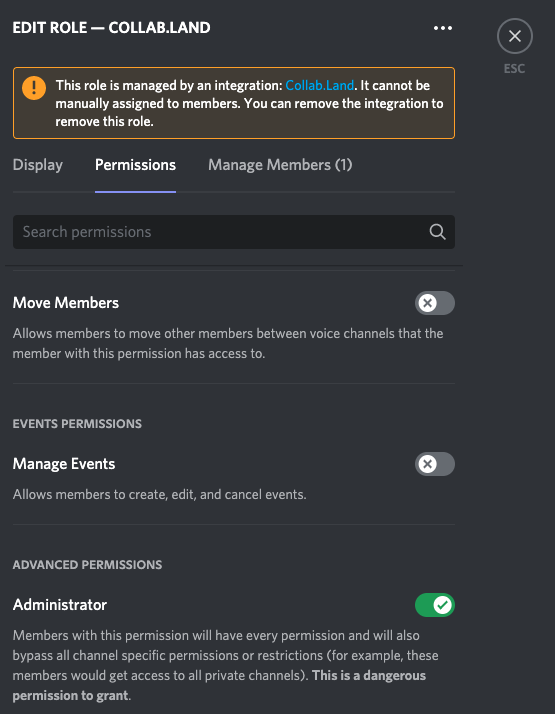 EDIT ROLE — COLLAB.LAND
ESC
This role is managed by an integration: Collab.Land. It cannot be
manually assigned to members. You can remove the integration to
remove this role.
Display Permissions Manage Members (1)
Search permissions
Move Members
Allows members to move other members between voice channels that the
member with this permission has access to.
EVENTS PERMISSIONS
Manage Events
Allows members to create, edit, and cancel events.
ADVANCED PERMISSIONS
Administrator
Members with this permission will have every permission and will also
bypass all channel specific permissions or restrictions (for example, these
members would get access to all private channels). This is a dangerous
permission to grant.